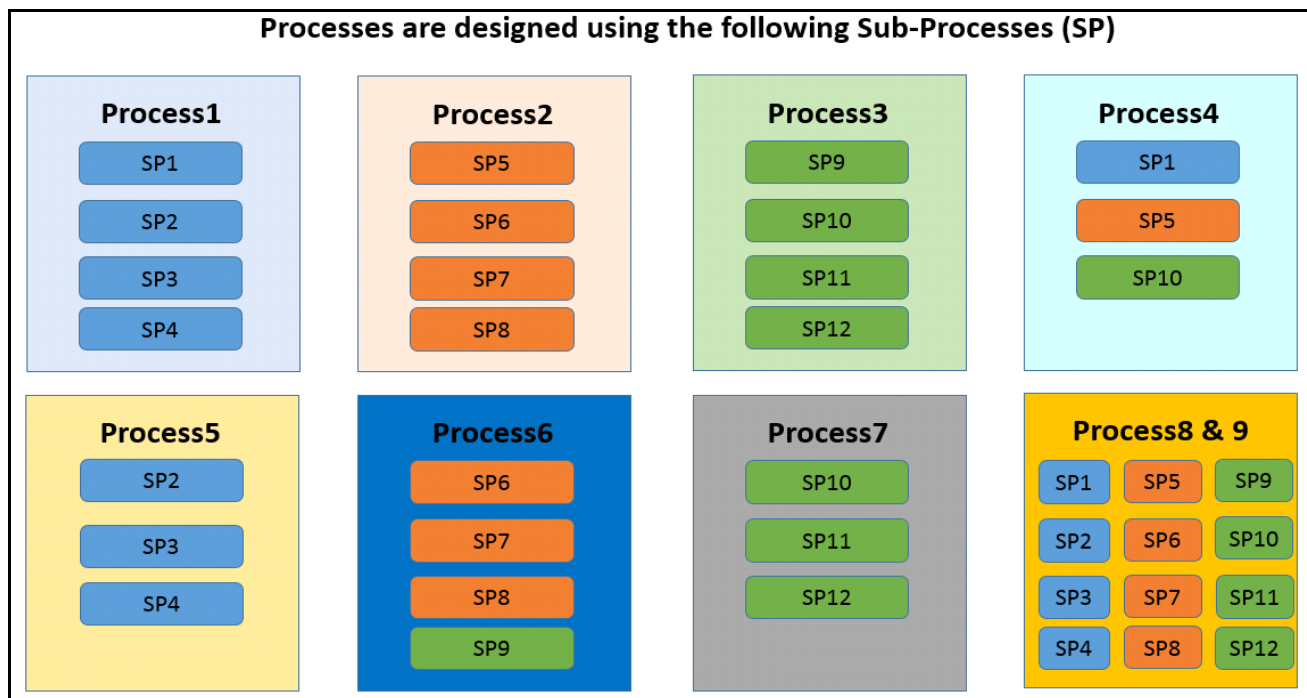 Processes are designed using the following Sub-Processes (SP)
Process1
SP1
SP2
SP3
SP4
Process2
SP5
SP6
SP7
SP8
Process3
SP9
SP10
SP11
SP12
Process4
SP1
SP5
SP10
Process5
SP2
SP3
SP4
Process6
SP6
SP7
SP8
SP9
Process7
SP10
SP11
SP12
Process8 & 9
SP1 SP5 SP9
SP2 SP6 SP10
SP3 SP7 SP11
SP4 SP8 SP12